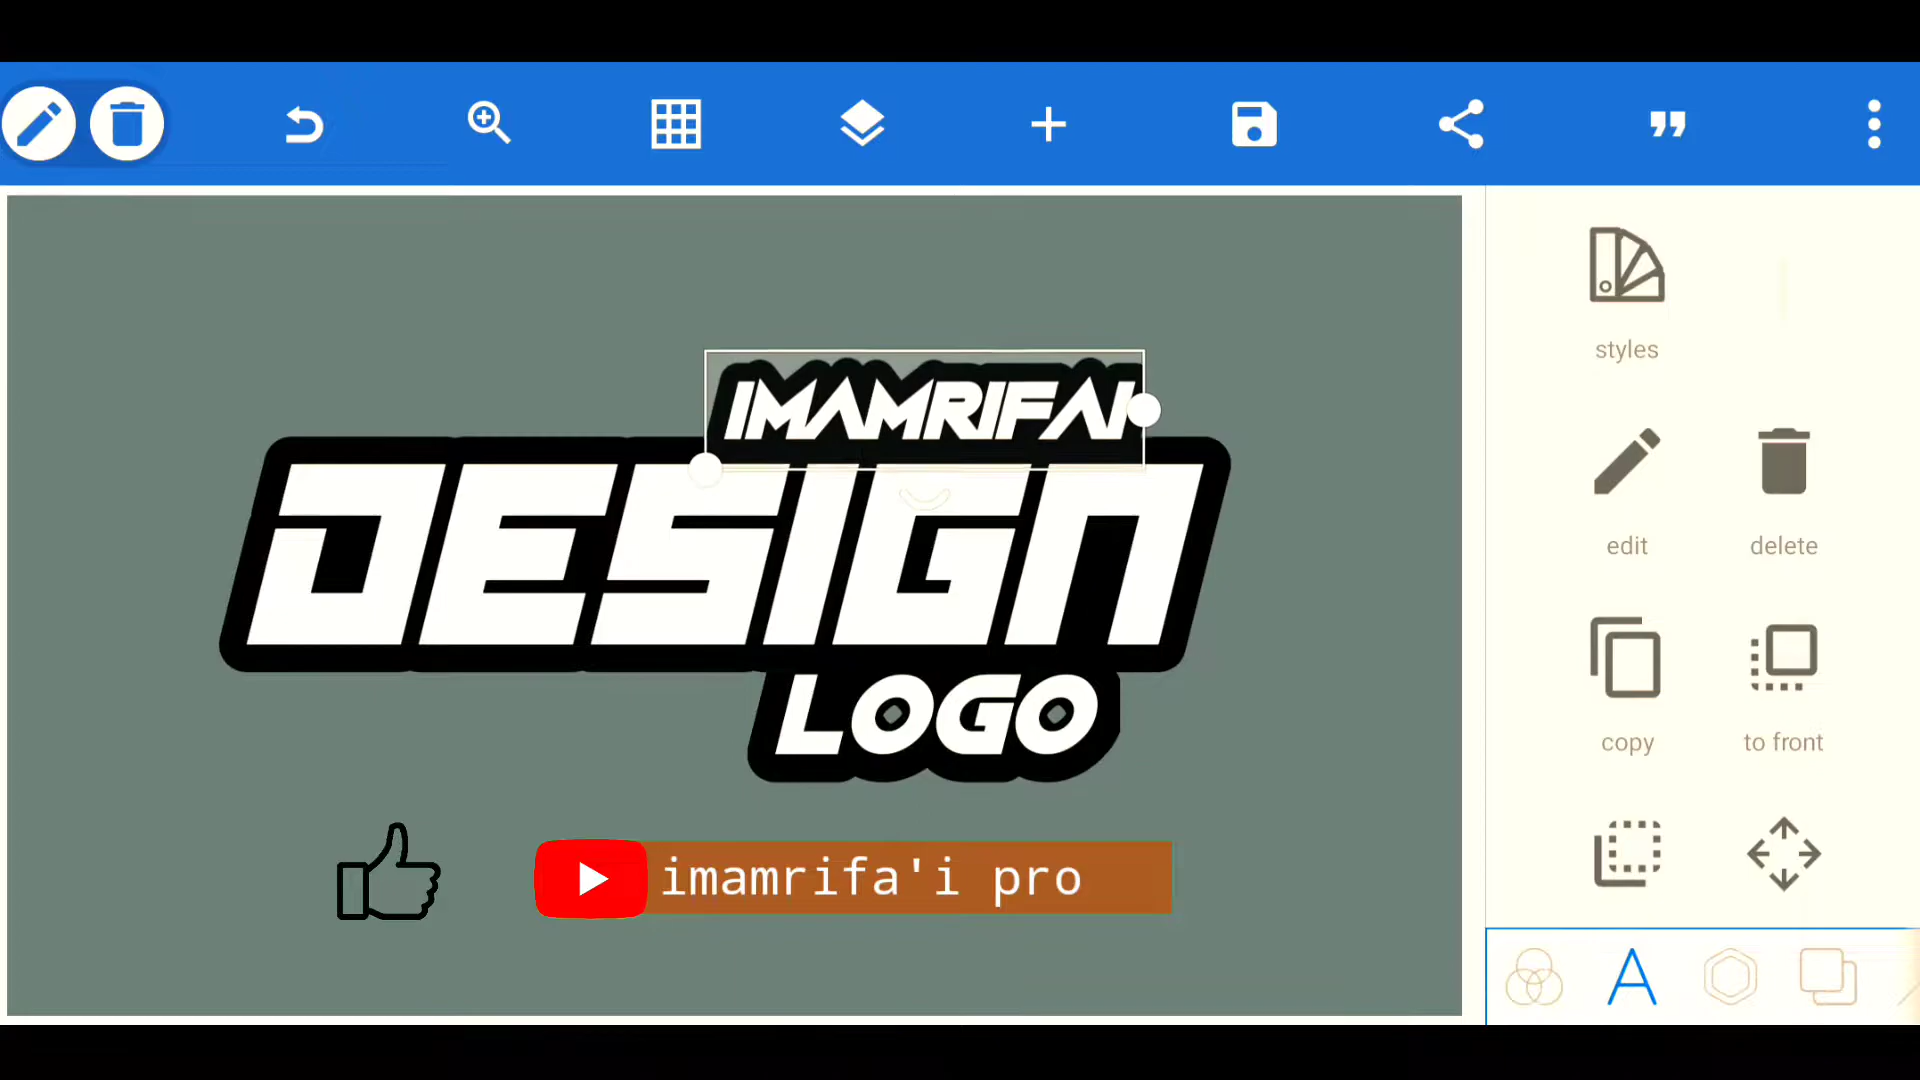 IMAMRIFAI
DESIGN
LOGO
imamrifa'i pro
styles
edit
delete
copy
to front
A